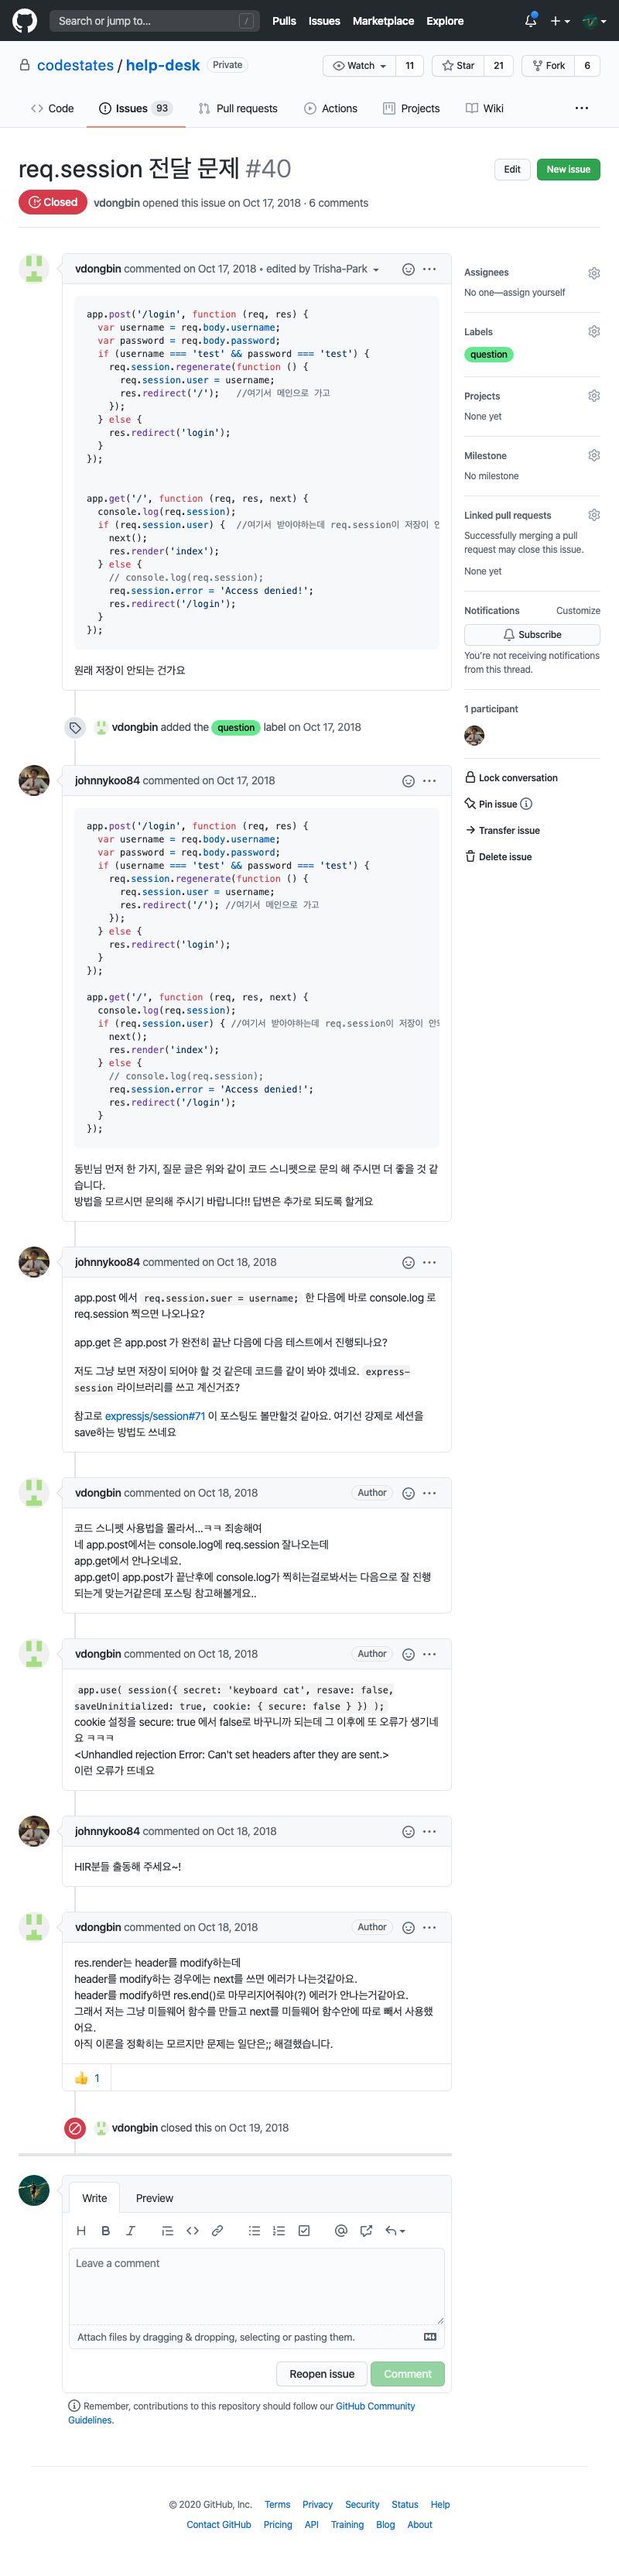 Search or jump to... /
Pulls Issues Marketplace Explore
codestates / help-desk Private
Watch 11 Star 21 Fork 6
Code Issues 93 Pull requests Actions Projects Wiki ···
req.session 전달 문제 #40
Edit New issue
Closed vdongbin opened this issue on Oct 17, 2018 · 6 comments
vdongbin commented on Oct 17, 2018 • edited by Trisha-Park
app.post('/login', function (req, res) {
var username = req.body.username;
var password = req.body.password;
if (username === 'test' && password === 'test') {
req.session.regenerate(function () {
req.session.user = username;
res.redirect('/'); //여기서 메인으로 가고
});
} else {
res.redirect('login');
}
});
app.get('/', function (req, res, next) {
console.log(req.session);
if (req.session.user) { //여기서 받아야하는데 req.session이 저장이 안
next();
res.render('index');
} else {
// console.log(req.session);
req.session.error = 'Access denied!';
res.redirect('/login');
}
});
원래 저장이 안되는 건가요
Assignees
No one—assign yourself
Labels
question
Projects
None yet
Milestone
No milestone
Linked pull requests
Successfully merging a pull
request may close this issue.
None yet
Notifications Customize
Subscribe
You're not receiving notifications
from this thread.
1 participant
Lock conversation
Pin issue
Transfer issue
Delete issue
vdongbin added the question label on Oct 17, 2018
johnnykoo84 commented on Oct 17, 2018
app.post('/login', function (req, res) {
var username = req.body.username;
var password = req.body.password;
if (username === 'test' && password === 'test') {
req.session.regenerate(function () {
req.session.user = username;
res.redirect('/'); //여기서 메인으로 가고
});
} else {
res.redirect('login');
}
});
app.get('/', function (req, res, next) {
console.log(req.session);
if (req.session.user) { //여기서 받아야하는데 req.session이 저장이 안되
next();
res.render('index');
} else {
// console.log(req.session);
req.session.error = 'Access denied!';
res.redirect('/login');
}
});
동빈님 먼저 한 가지, 질문 글은 위와 같이 코드 스니펫으로 문의 해 주시면 더 좋을 것 같
습니다.
방법을 모르시면 문의해 주시기 바랍니다!! 답변은 추가로 되도록 할게요
johnnykoo84 commented on Oct 18, 2018
app.post 에서 req.session.suer = username; 한 다음에 바로 console.log 로
req.session 찍으면 나오나요?
app.get 은 app.post 가 완전히 끝난 다음에 다음 테스트에서 진행되나요?
저도 그냥 보면 저장이 되어야 할 것 같은데 코드를 같이 봐야 겠네요. express-
session 라이브러리를 쓰고 계신거죠?
참고로 expressjs/session#71 이 포스팅도 볼만할것 같아요. 여기선 강제로 세션을
save하는 방법도 쓰네요
vdongbin commented on Oct 18, 2018 Author
코드 스니펫 사용법을 몰라서...ㅋㅋ 죄송해여
네 app.post에서는 console.log에 req.session 잘나오는데
app.get에서 안나오네요.
app.get이 app.post가 끝난후에 console.log가 찍히는걸로봐서는 다음으로 잘 진행
되는게 맞는거같은데 포스팅 참고해볼게요..
vdongbin commented on Oct 18, 2018 Author
app.use( session({ secret: 'keyboard cat', resave: false,
saveUninitialized: true, cookie: { secure: false } }) );
cookie 설정을 secure: true 에서 false로 바꾸니까 되는데 그 이후에 또 오류가 생기네
요 ㅋㅋㅋ
<Unhandled rejection Error: Can't set headers after they are sent.>
이런 오류가 뜨네요
johnnykoo84 commented on Oct 18, 2018
HIR분들 출동해 주세요~!
vdongbin commented on Oct 18, 2018 Author
res.render는 header를 modify하는데
header를 modify하는 경우에는 next를 쓰면 에러가 나는것같아요.
header를 modify하면 res.end()로 마무리지어줘야(?) 에러가 안나는거같아요.
그래서 저는 그냥 미들웨어 함수를 만들고 next를 미들웨어 함수안에 따로 빼서 사용했
어요.
아직 이론을 정확히는 모르지만 문제는 일단은;; 해결했습니다.
👍 1
vdongbin closed this on Oct 19, 2018
Write Preview
Leave a comment
Attach files by dragging & dropping, selecting or pasting them.
Reopen issue Comment
Remember, contributions to this repository should follow our GitHub Community
Guidelines.
© 2020 GitHub, Inc. Terms Privacy Security Status Help
Contact GitHub Pricing API Training Blog About